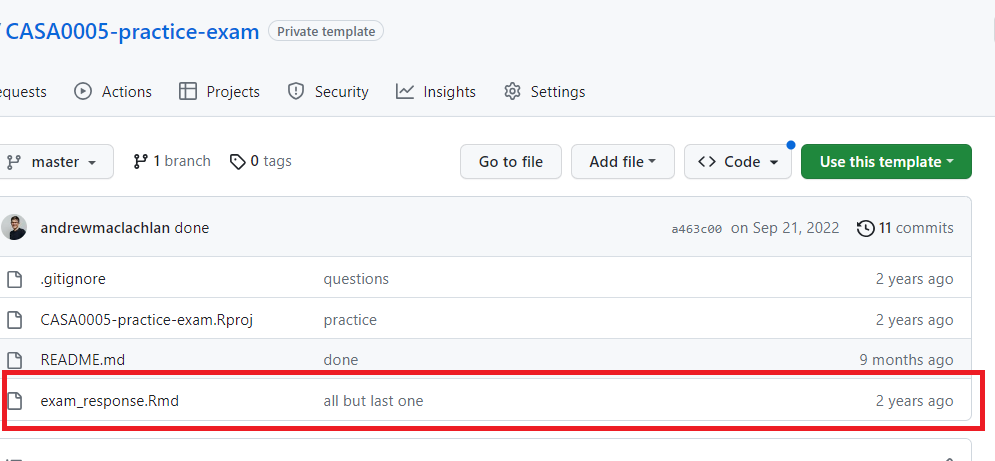 / CASA0005-practice-exam Private template
equests Actions Projects Security Insights Settings
master 1 branch 0 tags Go to file Add file Code Use this template
andrewmaclachlan done a463c00 on Sep 21, 2022 11 commits
.gitignore questions 2 years ago
CASA0005-practice-exam.Rproj practice 2 years ago
README.md done 9 months ago
exam_response.Rmd all but last one 2 years ago